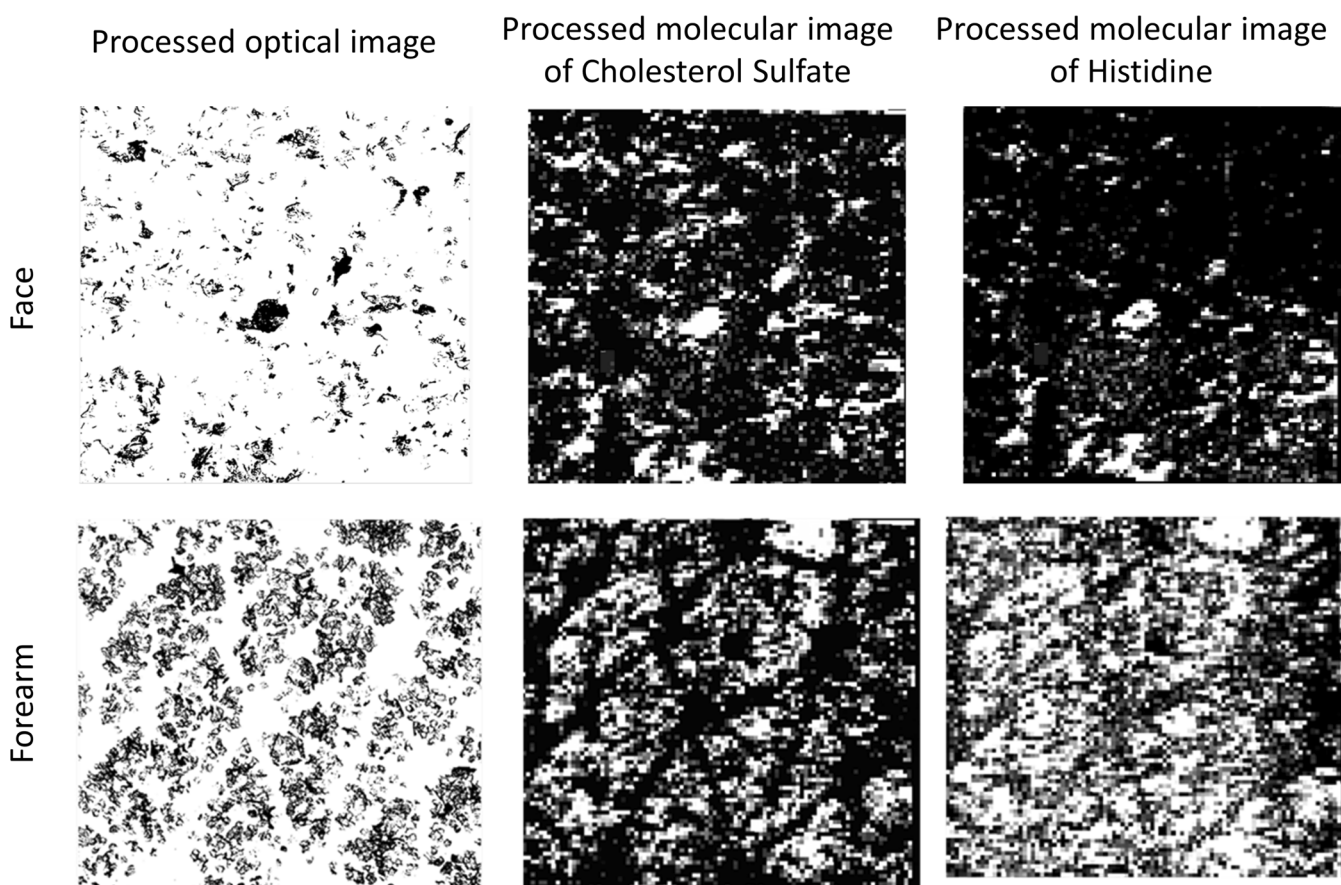 Processed optical image
Processed molecular image
of Cholesterol Sulfate
Processed molecular image
of Histidine
Face
Forearm